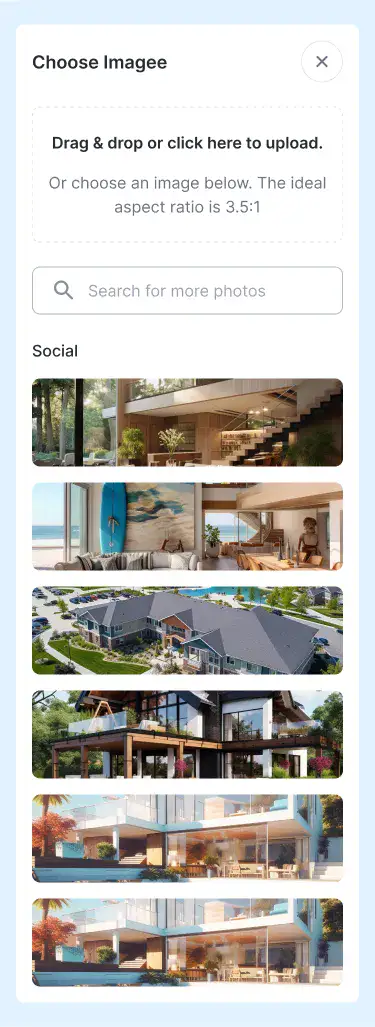 Choose Imagee
Drag & drop or click here to upload.
Or choose an image below. The ideal
aspect ratio is 3.5:1
Search for more photos
Social